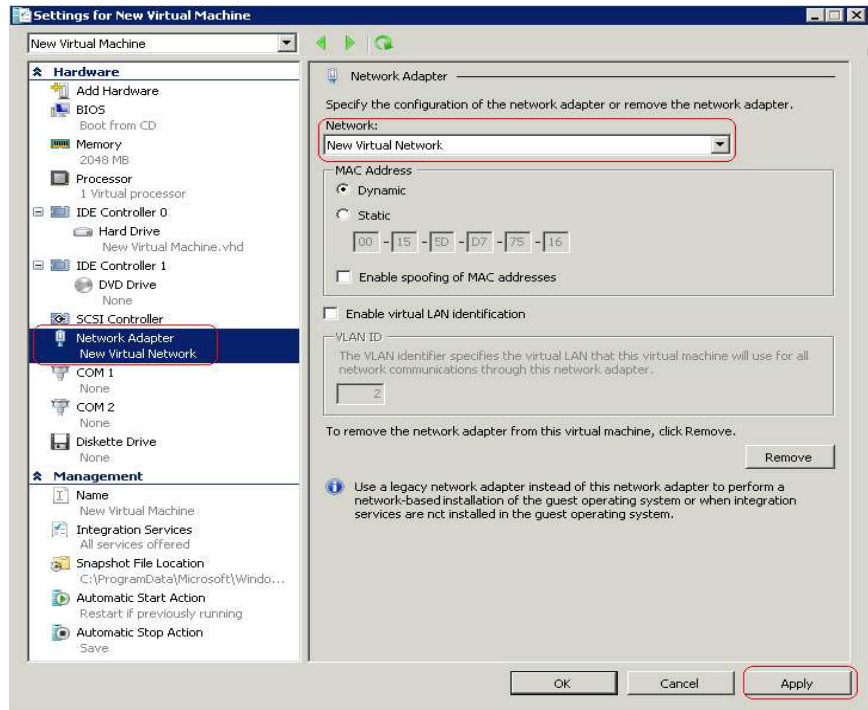 Settings for New Virtual Machine
New Virtual Machine
Hardware
Add Hardware
BIOS
Boot from CD
Memory
2048 MB
Processor
1 Virtual processor
IDE Controller 0
Hard Drive
New Virtual Machine.vhd
IDE Controller 1
DVD Drive
None
SCSI Controller
Network Adapter
New Virtual Network
COM 1
None
COM 2
None
Diskette Drive
None
Management
Name
New Virtual Machine
Integration Services
All services offered
Snapshot File Location
C:\ProgramData\Microsoft\Windo...
Automatic Start Action
Restart if previously running
Automatic Stop Action
Save
Network Adapter
Specify the configuration of the network adapter or remove the network adapter.
Network:
New Virtual Network
MAC Address
Dynamic
Static
00 - 15 - 5D - D7 - 75 - 16
Enable spoofing of MAC addresses
Enable virtual LAN identification
VLAN ID
The VLAN identifier specifies the virtual LAN that this virtual machine will use for all
network communications through this network adapter.
2
To remove the network adapter from this virtual machine, click Remove.
Remove
Use a legacy network adapter instead of this network adapter to perform a
network-based installation of the guest operating system or when integration
services are not installed in the guest operating system.
OK
Cancel
Apply